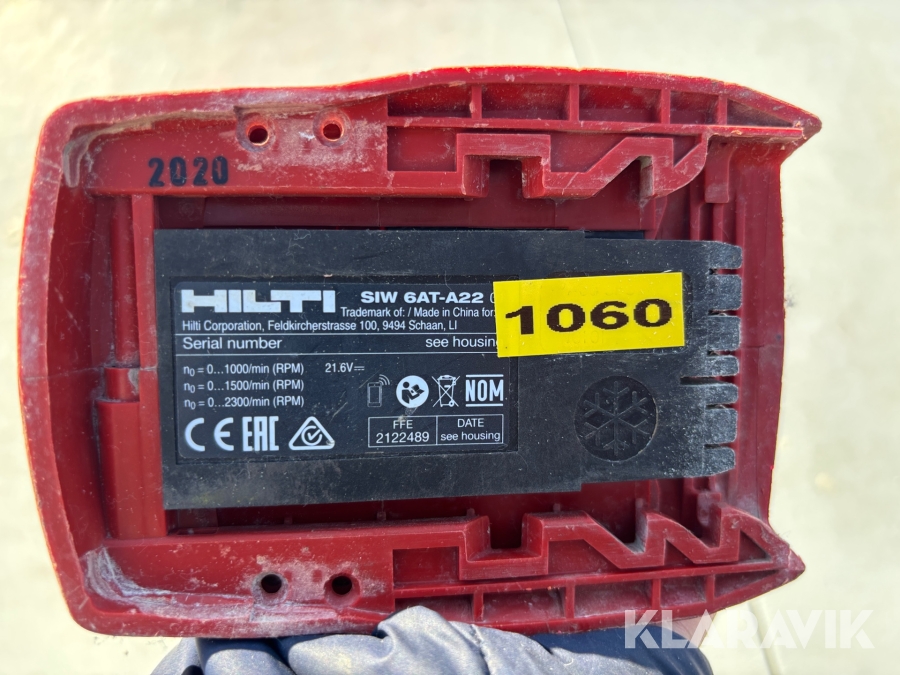 2020
HILTI SIW 6AT-A22
Trademark of: / Made in China for:
Hilti Corporation, Feldkircherstrasse 100, 9494 Schaan, LI
Serial number see housing
n₀ = 0...1000/min (RPM) 21.6V⎓
n₀ = 0...1500/min (RPM)
n₀ = 0...2300/min (RPM)
NOM
CE EAC
FFE
2122489
DATE
see housing
1060
KLARAVIK